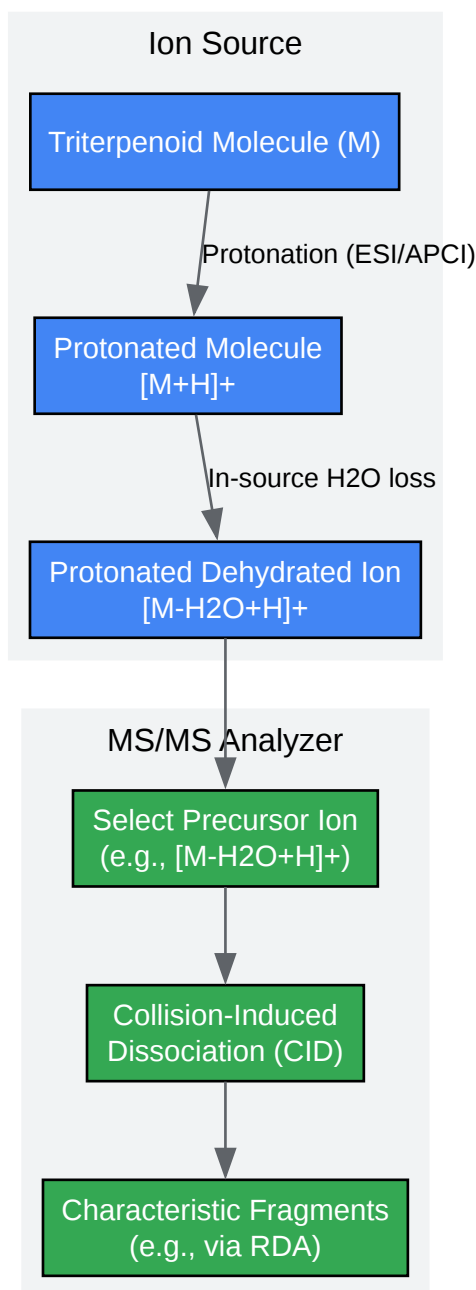 Ion Source
Triterpenoid Molecule (M)
Protonation (ESI/APCI)
Protonated Molecule
[M+H]+
In-source H2O loss
Protonated Dehydrated Ion
[M-H2O+H]+
MS/MS Analyzer
Select Precursor Ion
(e.g., [M-H2O+H]+)
Collision-Induced
Dissociation (CID)
Characteristic Fragments
(e.g., via RDA)